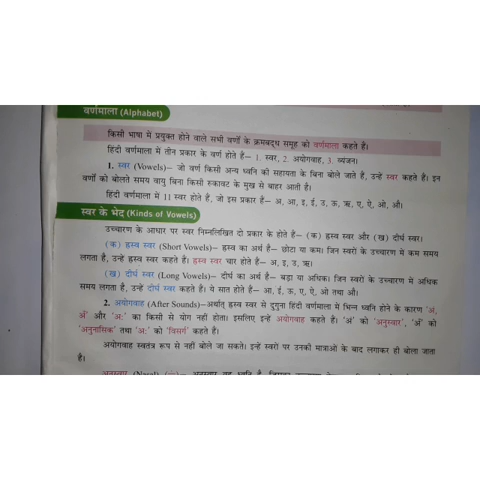 वर्णमाला (Alphabet)
किसी भाषा में प्रयुक्त होने वाले सभी वर्णों के क्रमबद्ध समूह को वर्णमाला कहते हैं।
हिंदी वर्णमाला में तीन प्रकार के वर्ण होते हैं– 1. स्वर, 2. अयोगवाह, 3. व्यंजन।
1. स्वर (Vowels)– जो वर्ण किसी अन्य ध्वनि की सहायता के बिना बोले जाते हैं, उन्हें स्वर कहते हैं। इन
वर्णों को बोलते समय वायु बिना किसी रुकावट के मुख से बाहर आती है।
हिंदी वर्णमाला में 11 स्वर होते हैं, जो इस प्रकार हैं– अ, आ, इ, ई, उ, ऊ, ऋ, ए, ऐ, ओ, औ।
स्वर के भेद (Kinds of Vowels)
उच्चारण के आधार पर स्वर निम्नलिखित दो प्रकार के होते हैं– (क) ह्रस्व स्वर और (ख) दीर्घ स्वर।
(क) ह्रस्व स्वर (Short Vowels)– ह्रस्व का अर्थ है– छोटा या कम। जिन स्वरों के उच्चारण में कम समय
लगता है, उन्हें ह्रस्व स्वर कहते हैं। ह्रस्व स्वर चार होते हैं– अ, इ, उ, ऋ।
(ख) दीर्घ स्वर (Long Vowels)– दीर्घ का अर्थ है– बड़ा या अधिक। जिन स्वरों के उच्चारण में अधिक
समय लगता है, उन्हें दीर्घ स्वर कहते हैं। ये सात होते हैं– आ, ई, ऊ, ए, ऐ, ओ तथा औ।
2. अयोगवाह (After Sounds)–अर्थात् ह्रस्व स्वर से दुगुना हिंदी वर्णमाला में भिन्न ध्वनि होने के कारण 'अं,
अँ' और 'अः' का किसी से योग नहीं होता। इसलिए इन्हें अयोगवाह कहते हैं। 'अं' को 'अनुस्वार', 'अँ' को
'अनुनासिक' तथा 'अः' को 'विसर्ग' कहते हैं।
अयोगवाह स्वतंत्र रूप से नहीं बोले जा सकते। इन्हें स्वरों पर उनकी मात्राओं के बाद लगाकर ही बोला जाता
है।
अनुस्वार (Nasal)